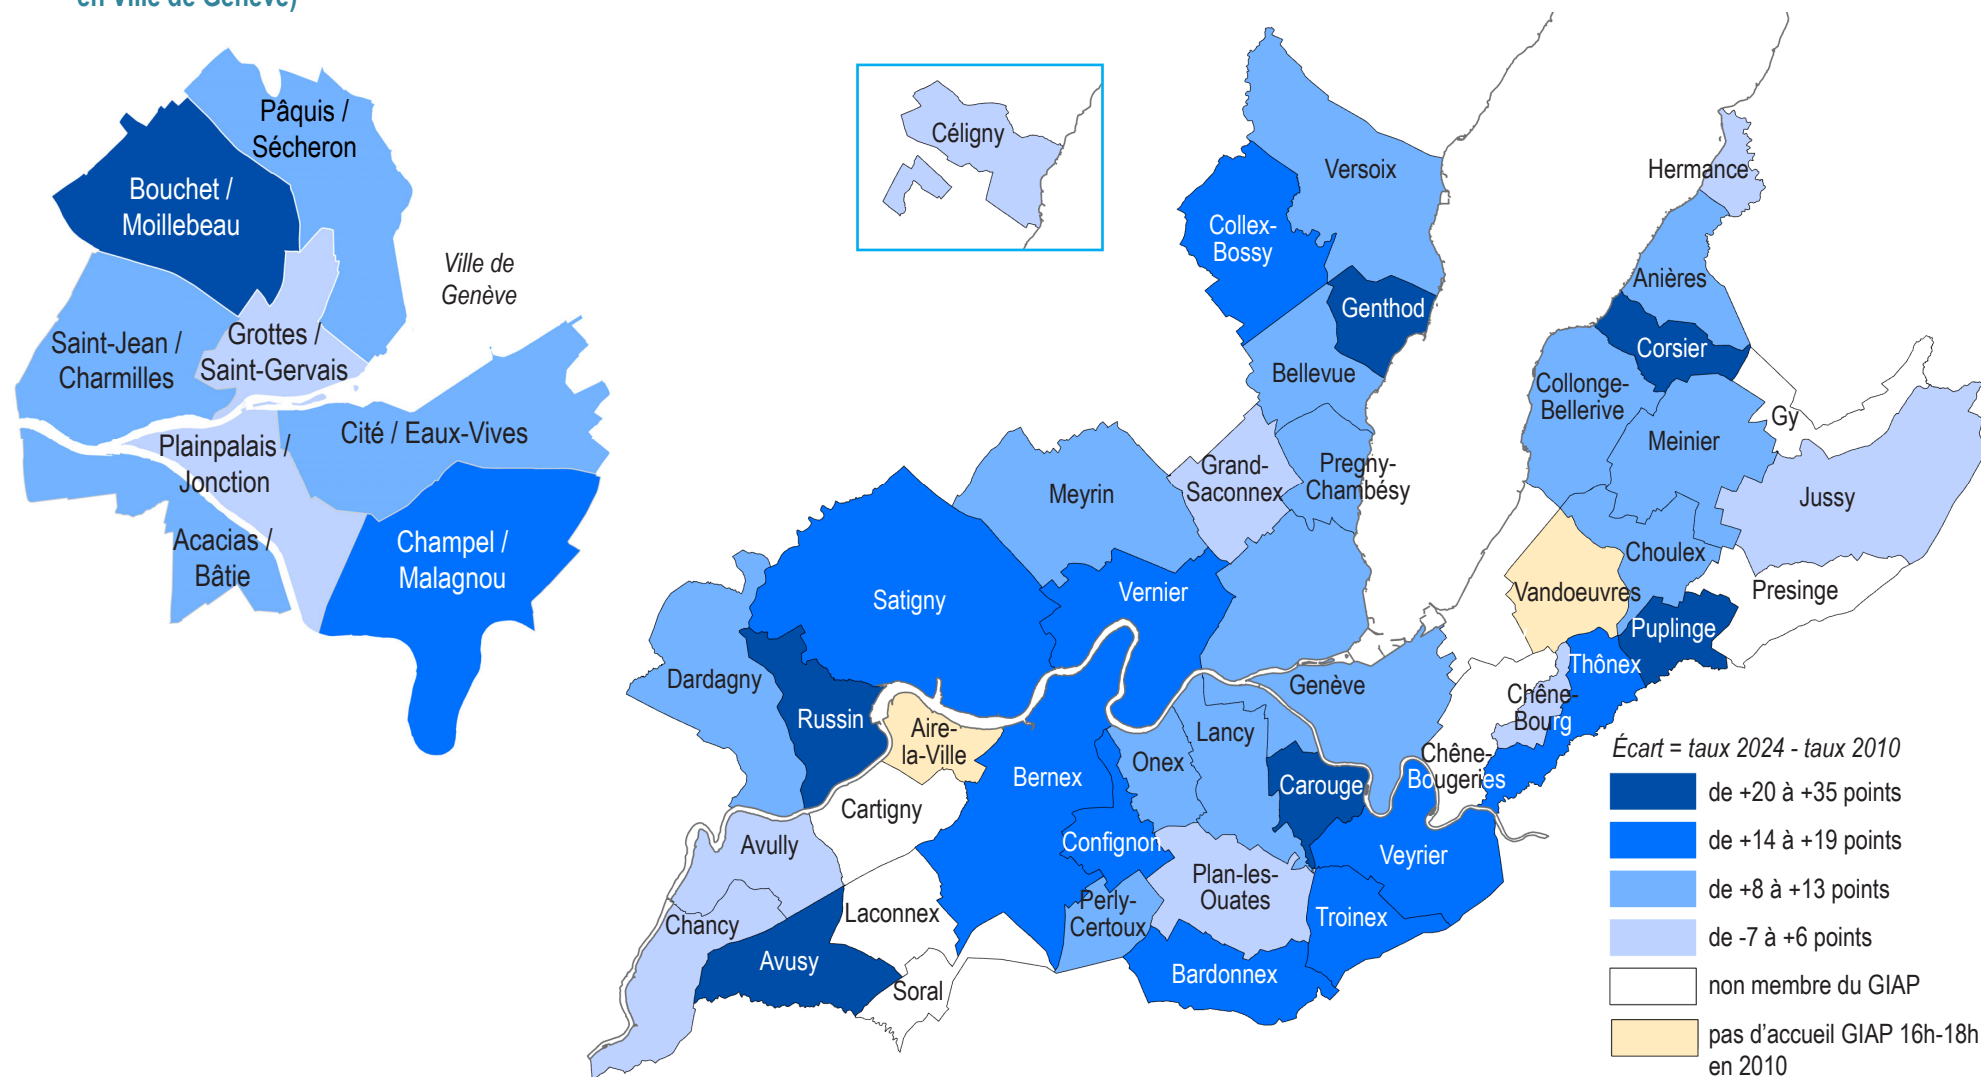 en Ville de Genève)
Pâquis /
Sécheron
Bouchet /
Moillebeau
Ville de
Genève
Saint-Jean /
Charmilles
Grottes /
Saint-Gervais
Cité / Eaux-Vives
Plainpalais /
Jonction
Acacias /
Bâtie
Champel /
Malagnou
Céligny
Versoix
Hermance
Collex-
Bossy
Anières
Genthod
Corsier
Bellevue
Collonge-
Bellerive
Gy
Meinier
Grand-
Saconnex
Pregny-
Chambésy
Meyrin
Jussy
Choulex
Vandoeuvres
Presinge
Satigny
Vernier
Puplinge
Thônex
Dardagny
Genève
Russin
Chêne-
Bourg
Aire-
la-Ville
Lancy
Onex
Bernex
Carouge
Chêne-
Bougeries
Cartigny
Avully
Confignon
Veyrier
Plan-les-
Ouates
Perly-
Certoux
Laconnex
Troinex
Chancy
Avusy
Bardonnex
Soral
Écart = taux 2024 - taux 2010
de +20 à +35 points
de +14 à +19 points
de +8 à +13 points
de -7 à +6 points
non membre du GIAP
pas d’accueil GIAP 16h-18h
en 2010